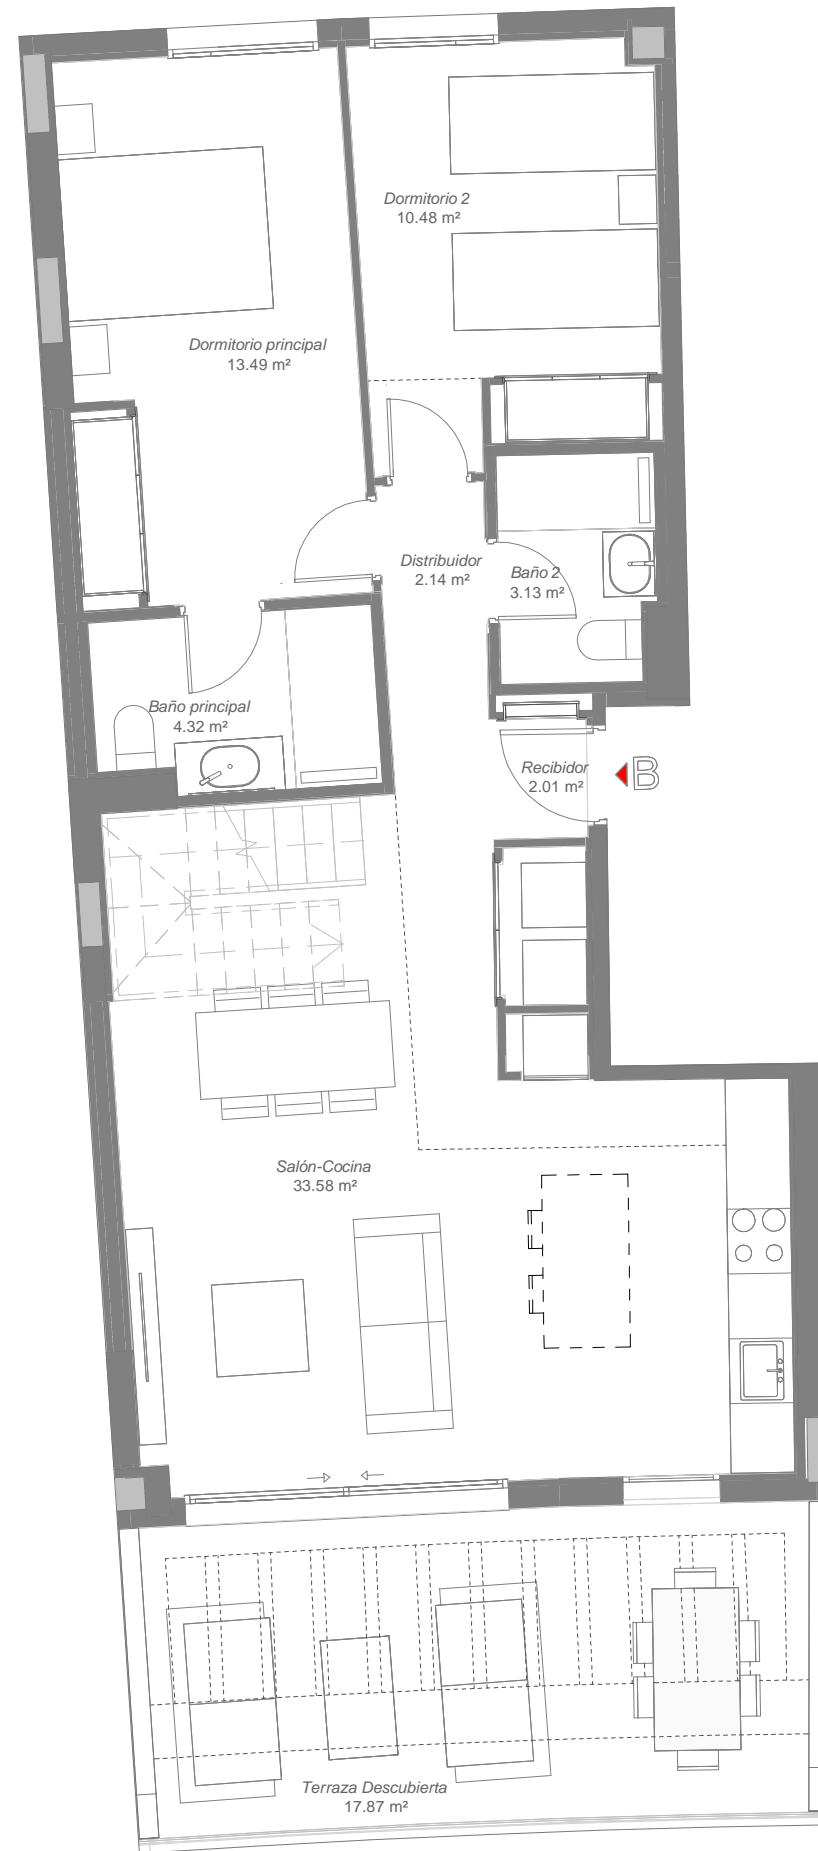 Dormitorio 2
10.48 m²
Dormitorio principal
13.49 m²
Distribuidor
2.14 m²
Baño 2
3.13 m²
Baño principal
4.32 m²
Recibidor
2.01 m²
B
Salón-Cocina
33.58 m²
Terraza Descubierta
17.87 m²